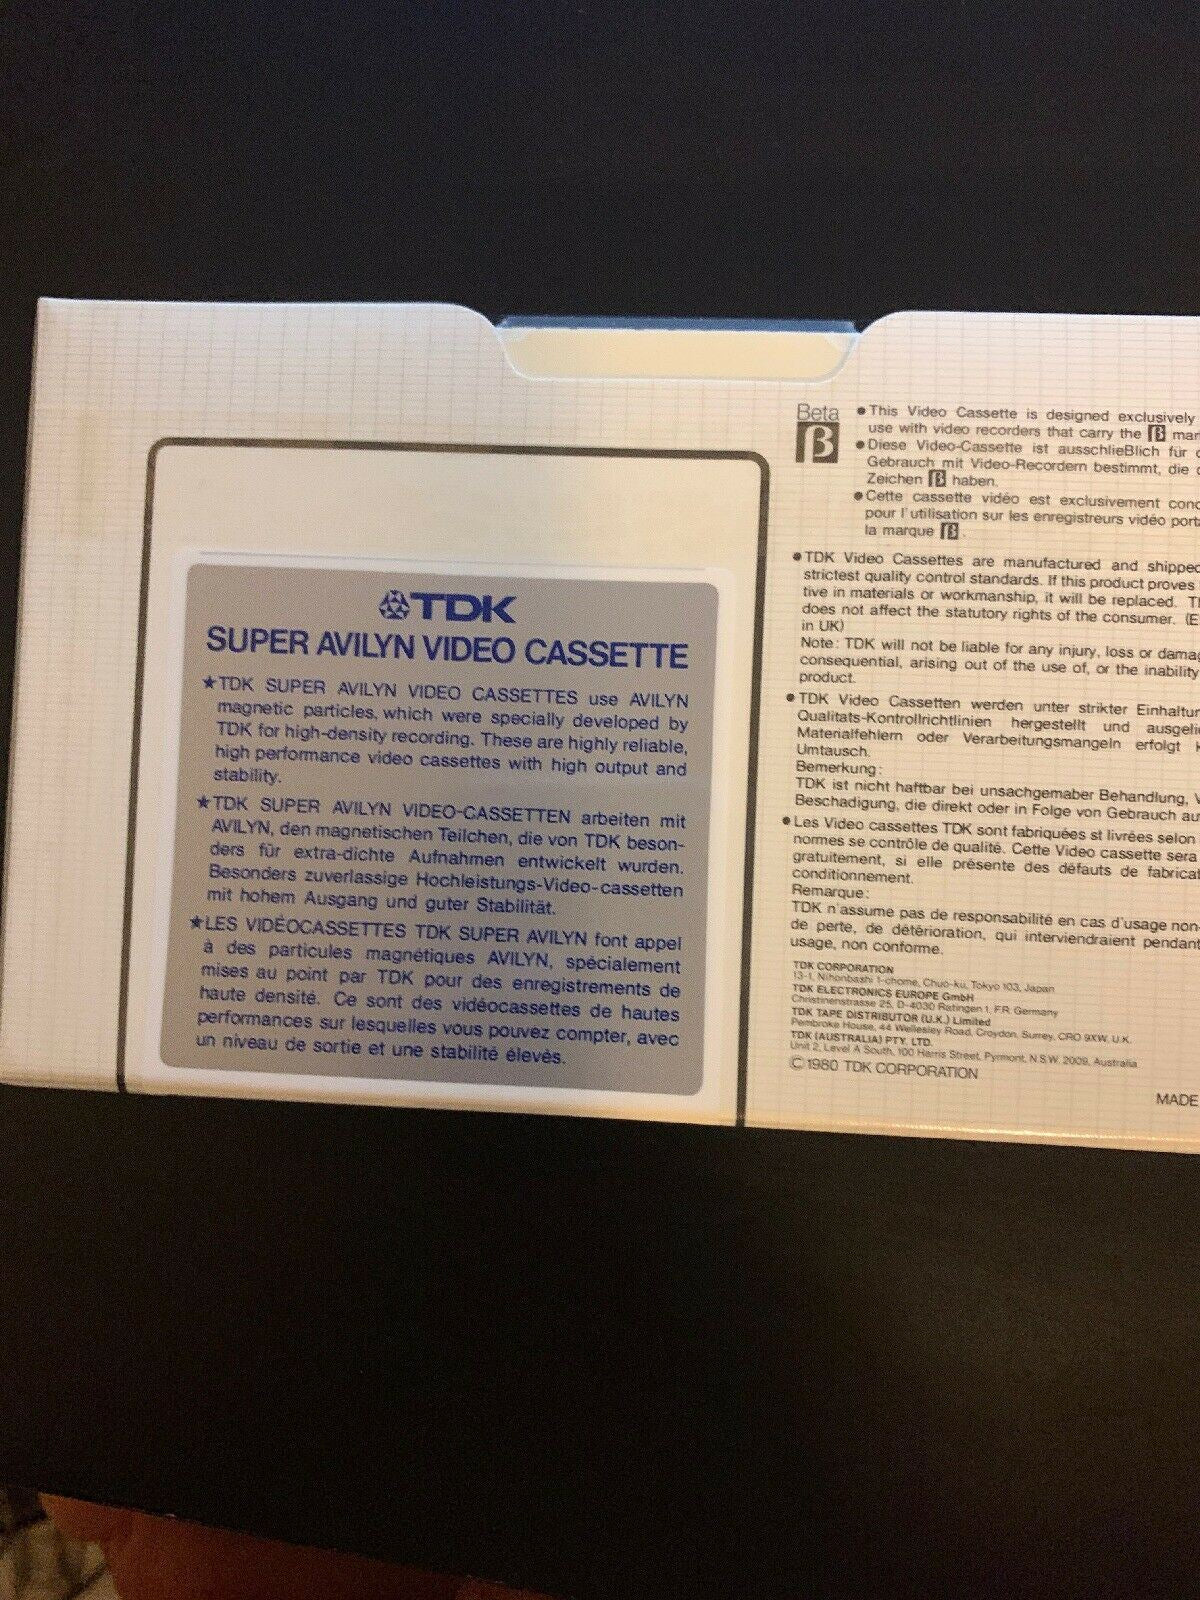 TDK
SUPER AVILYN VIDEO CASSETTE
★TDK SUPER AVILYN VIDEO CASSETTES use AVILYN
magnetic particles, which were specially developed by
TDK for high-density recording. These are highly reliable,
high performance video cassettes with high output and
stability.
★TDK SUPER AVILYN VIDEO-CASSETTEN arbeiten mit
AVILYN, den magnetischen Teilchen, die von TDK beson-
ders für extra-dichte Aufnahmen entwickelt wurden.
Besonders zuverlassige Hochleistungs-Video-cassetten
mit hohem Ausgang und guter Stabilität.
★LES VIDÉOCASSETTES TDK SUPER AVILYN font appel
à des particules magnétiques AVILYN, spécialement
mises au point par TDK pour des enregistrements de
haute densité. Ce sont des vidéocassettes de hautes
performances sur lesquelles vous pouvez compter, avec
un niveau de sortie et une stabilité élevés.
Beta
β
●This Video Cassette is designed exclusively
use with video recorders that carry the β mar
●Diese Video-Cassette ist ausschlieBlich für
Gebrauch mit Video-Recordern bestimmt, die
Zeichen β haben.
●Cette cassette vidéo est exclusivement conç
pour l'utilisation sur les enregistreurs vidéo port
la marque β.
●TDK Video Cassettes are manufactured and shipped
strictest quality control standards. If this product proves
tive in materials or workmanship, it will be replaced. T
does not affect the statutory rights of the consumer. (E
in UK)
Note: TDK will not be liable for any injury, loss or dama
consequential, arising out of the use of, or the inability
product.
●TDK Video Cassetten werden unter strikter Einhaltun
Qualitats-Kontrollrichtlinien hergestellt und ausgelie
Materialfehlern oder Verarbeitungsmangeln erfolgt
Umtausch.
Bemerkung:
TDK ist nicht haftbar bei unsachgemaber Behandlung, V
Beschadigung, die direkt oder in Folge von Gebrauch au
●Les Video cassettes TDK sont fabriquées st livrées selon
normes se contrôle de qualité. Cette Video cassette sera
gratuitement, si elle présente des défauts de fabricat
conditionnement.
Remarque:
TDK n'assume pas de responsabilité en cas d'usage non-
de perte, de détérioration, qui interviendraient pendant
usage, non conforme.
TDK CORPORATION
13-1, Nihonbashi 1-chome, Chuo-ku, Tokyo 103, Japan
TDK ELECTRONICS EUROPE GmbH
Christinenstrasse 25, D-4030 Ratingen 1, F.R. Germany
TDK TAPE DISTRIBUTOR (U.K.) Limited
Pembroke House, 44 Wellesley Road, Croydon, Surrey, CRO 9XW, U.K.
TDK (AUSTRALIA) PTY. LTD.
Unit 2, Level A South, 100 Harris Street, Pyrmont, N.S.W. 2009, Australia
©1980 TDK CORPORATION
MADE